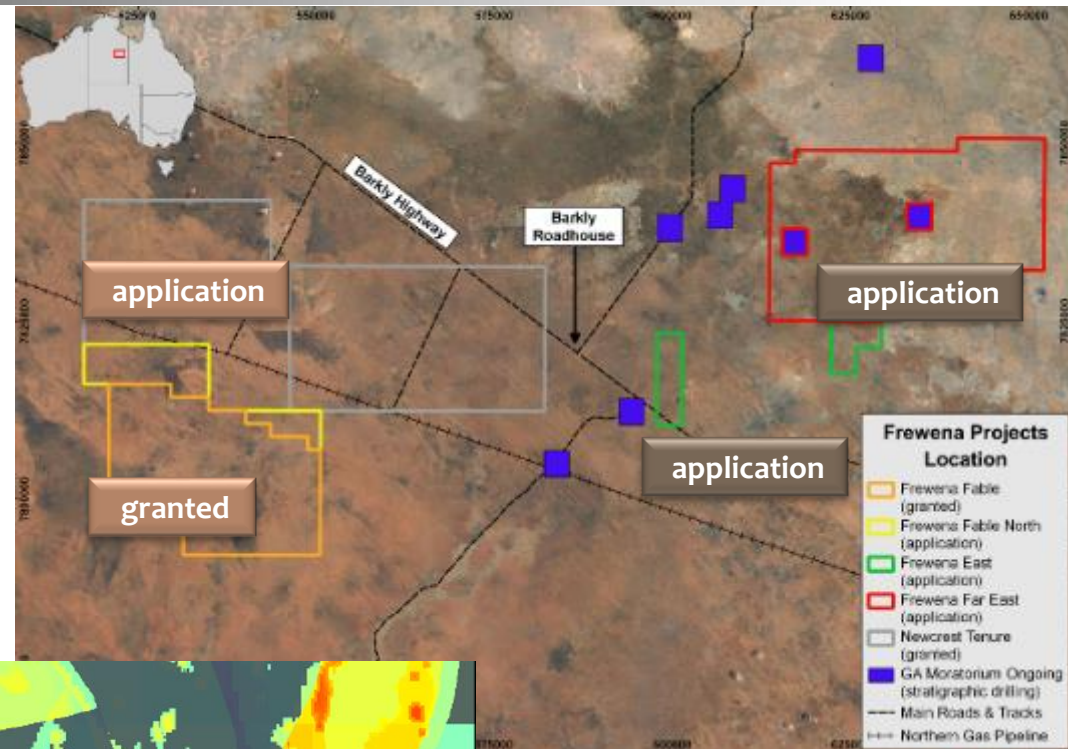 550000
575000
600000
625000
650000
Barkly Highway
Barkly
Roadhouse
application
application
application
granted
Frewena Projects
Location
Frewena Fable
(granted)
Frewena Fable North
(application)
Frewena East
(application)
Frewena Far East
(application)
Newcrest Tenure
(granted)
GA Moratorium Ongoing
(stratigraphic drilling)
Main Roads & Tracks
Northern Gas Pipeline
575000
600000